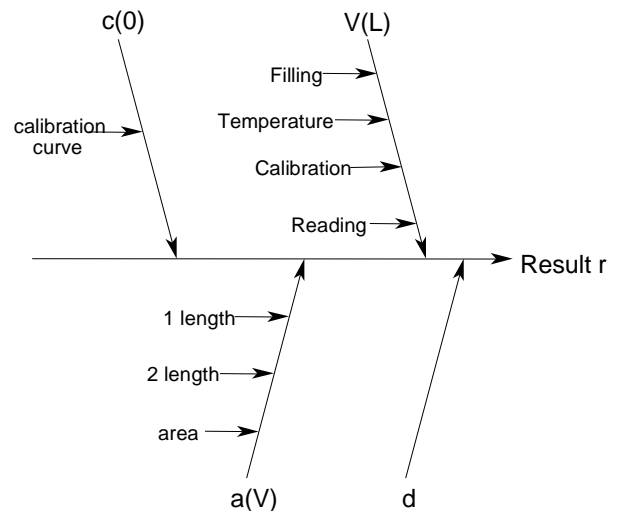 c(0)
V(L)
Filling
Temperature
calibration
curve
Calibration
Reading
Result r
1 length
2 length
area
a(V)
d